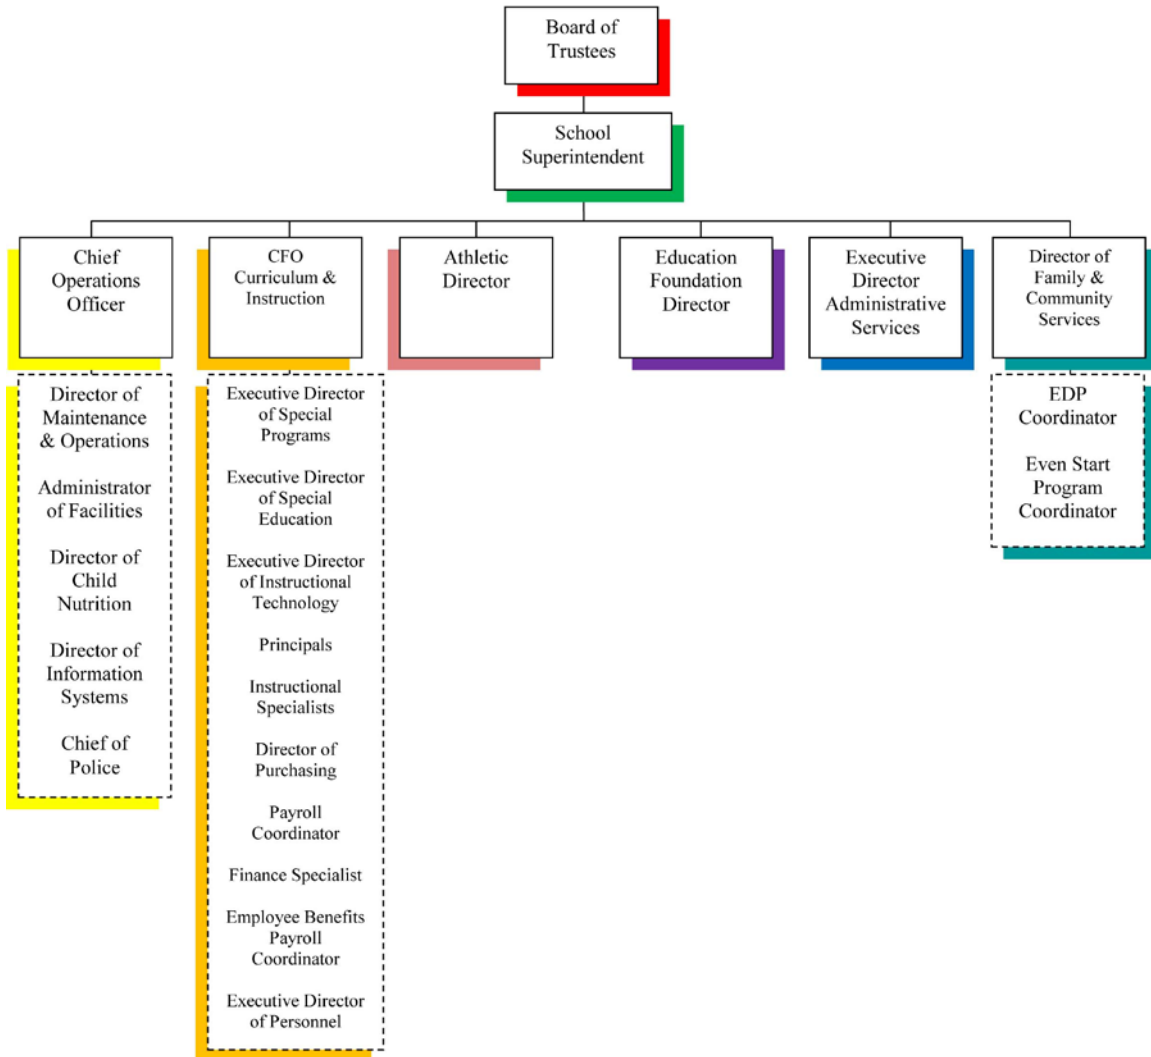 Board of
Trustees
School
Superintendent
Chief
Operations
Officer
CFO
Curriculum &
Instruction
Athletic
Director
Education
Foundation
Director
Executive
Director
Administrative
Services
Director of
Family &
Community
Services
Director of
Maintenance
& Operations
Administrator
of Facilities
Director of
Child
Nutrition
Director of
Information
Systems
Chief of
Police
Executive Director
of Special
Programs
Executive Director
of Special
Education
Executive Director
of Instructional
Technology
Principals
Instructional
Specialists
Director of
Purchasing
Payroll
Coordinator
Finance Specialist
Employee Benefits
Payroll
Coordinator
Executive Director
of Personnel
EDP
Coordinator
Even Start
Program
Coordinator